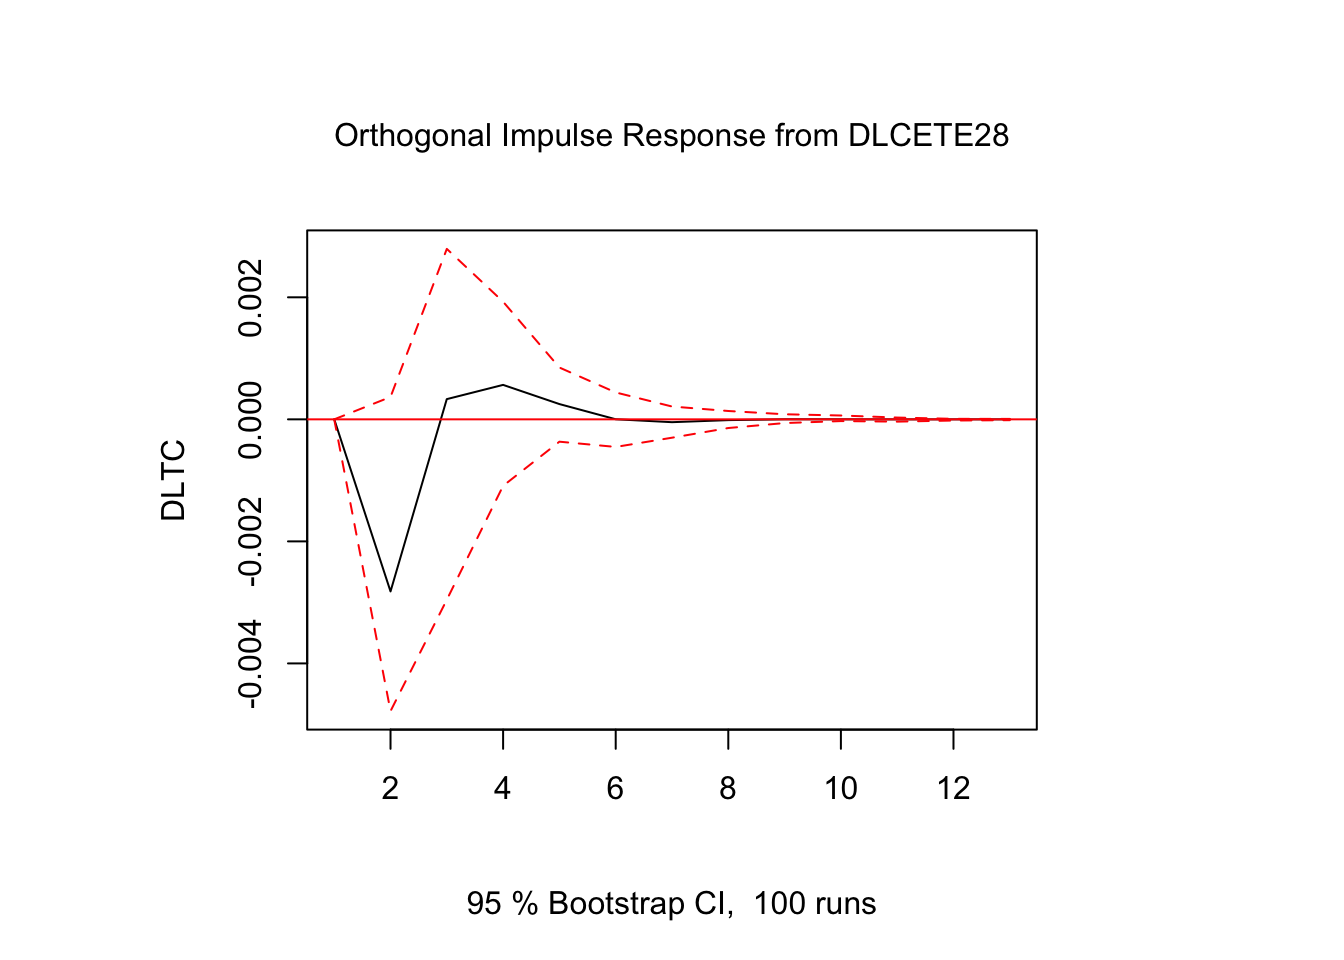 Orthogonal Impulse Response from DLCETE28
DLTC
0.002
0.000
-0.002
-0.004
2 4 6 8 10 12
95 % Bootstrap CI,  100 runs